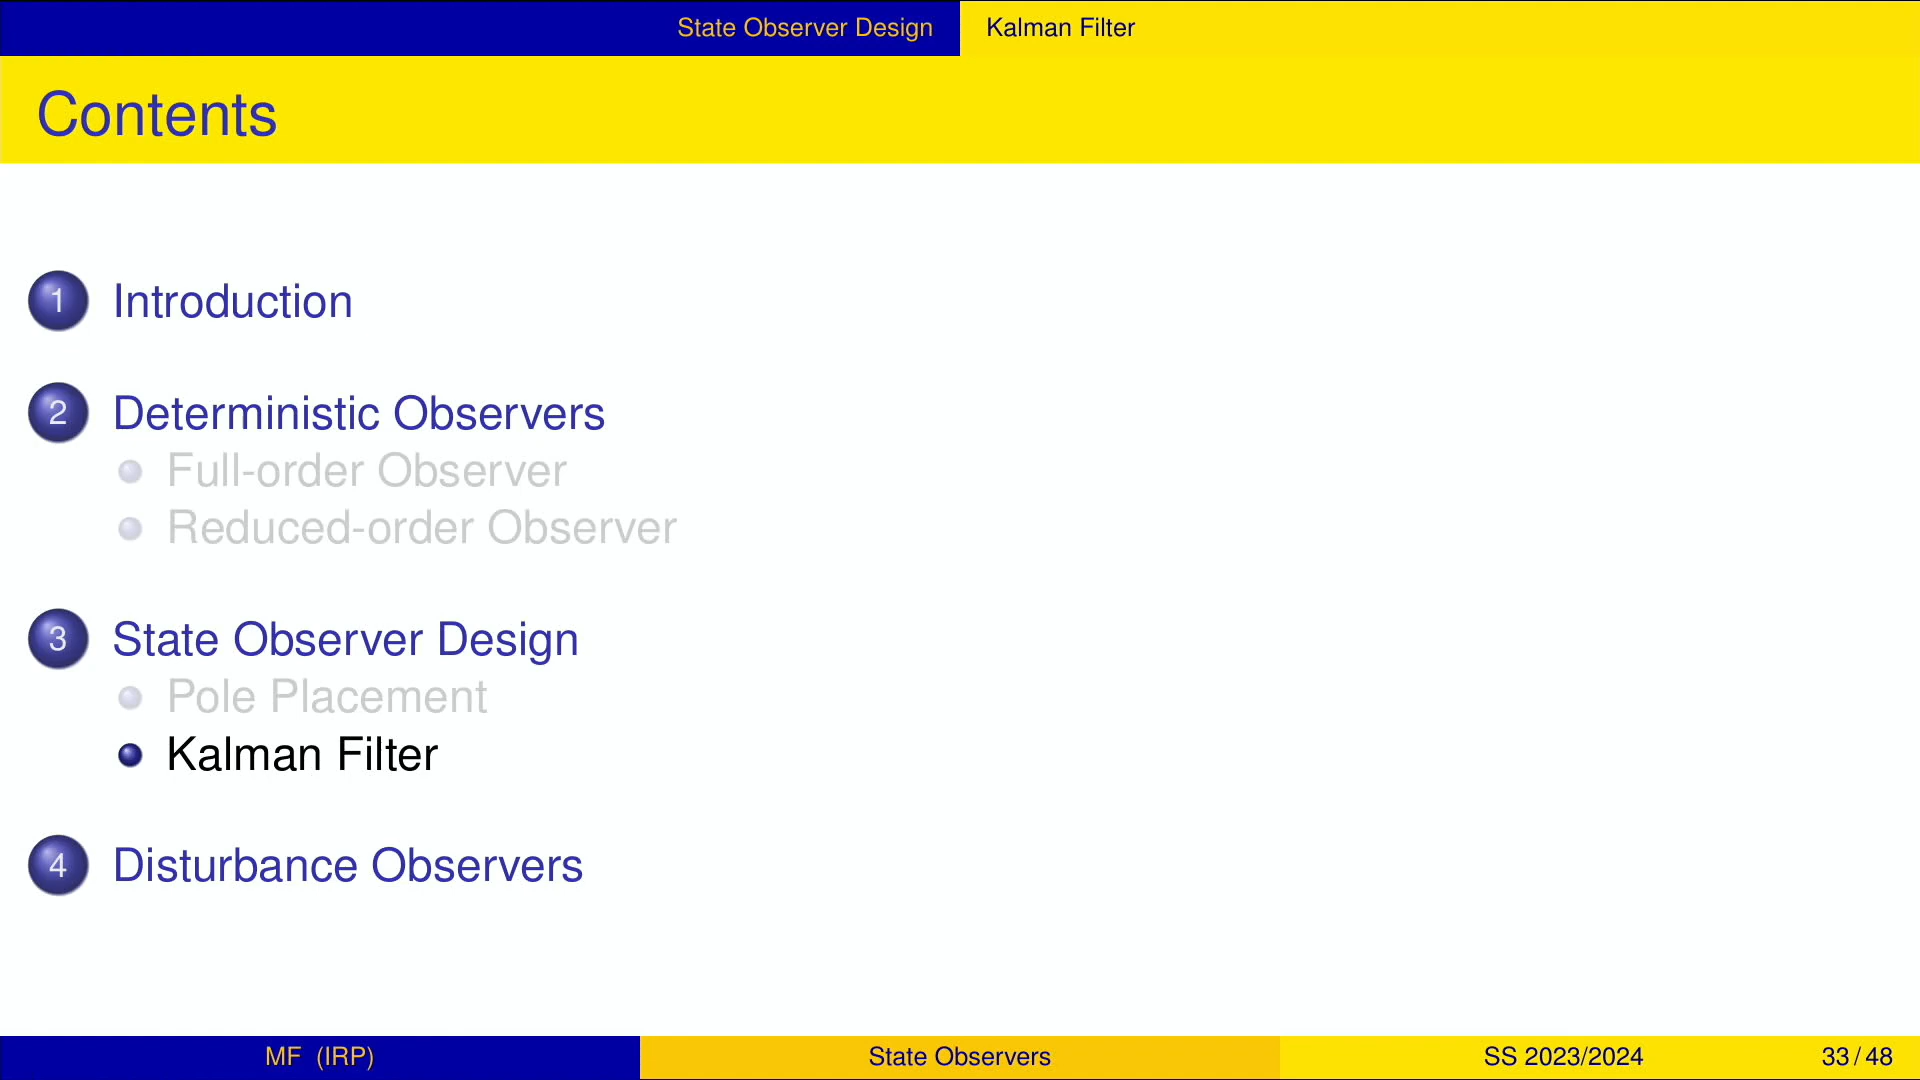 State Observer Design Kalman Filter
Contents
1 Introduction
2 Deterministic Observers
Full-order Observer
Reduced-order Observer
3 State Observer Design
Pole Placement
Kalman Filter
4 Disturbance Observers
MF (IRP) State Observers SS 2023/2024 33 / 48